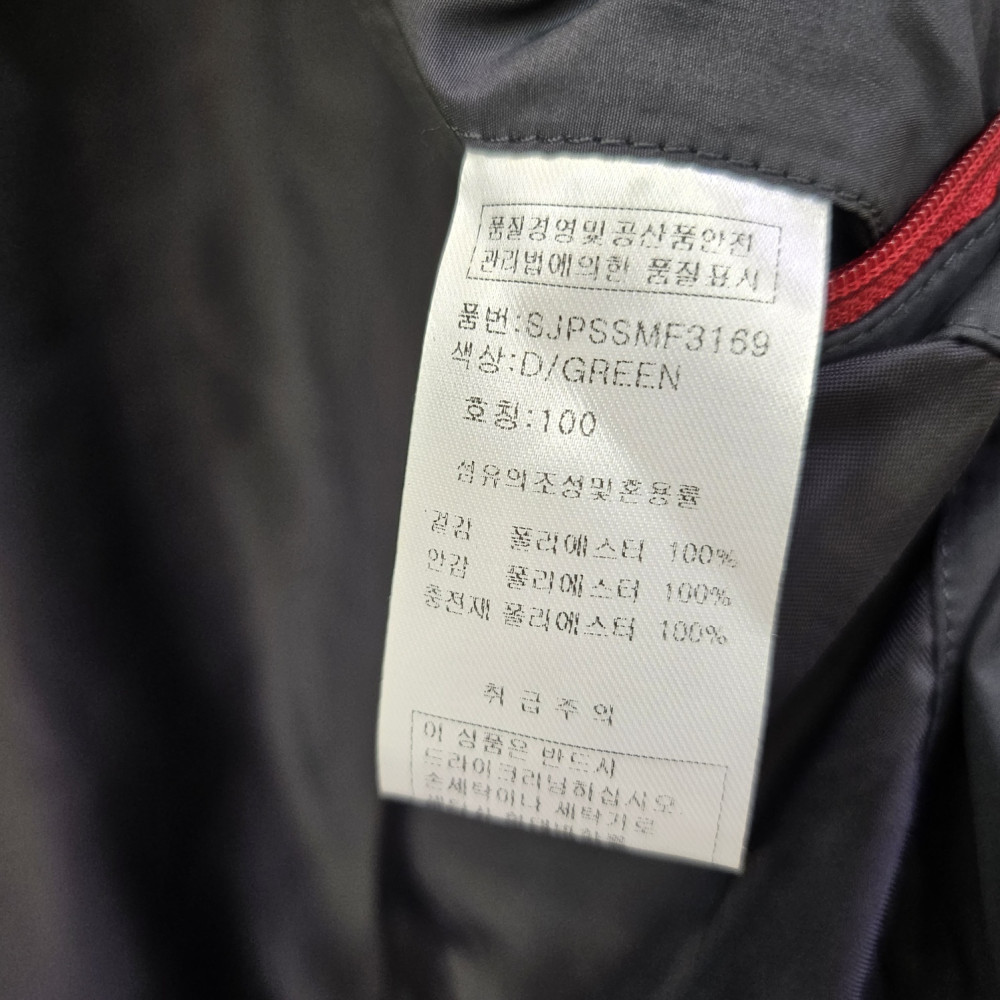 품질경영및공산품안전
관리법에의한 품질표시
품번:SJPSSMF3169
색상:D/GREEN
호칭:100
섬유의조성및혼용률
겉감 폴리에스터 100%
안감 폴리에스터 100%
충전재 폴리에스터 100%
취급주의
이 상품은 반드시
드라이크리닝하십시오
손세탁이나 세탁기로